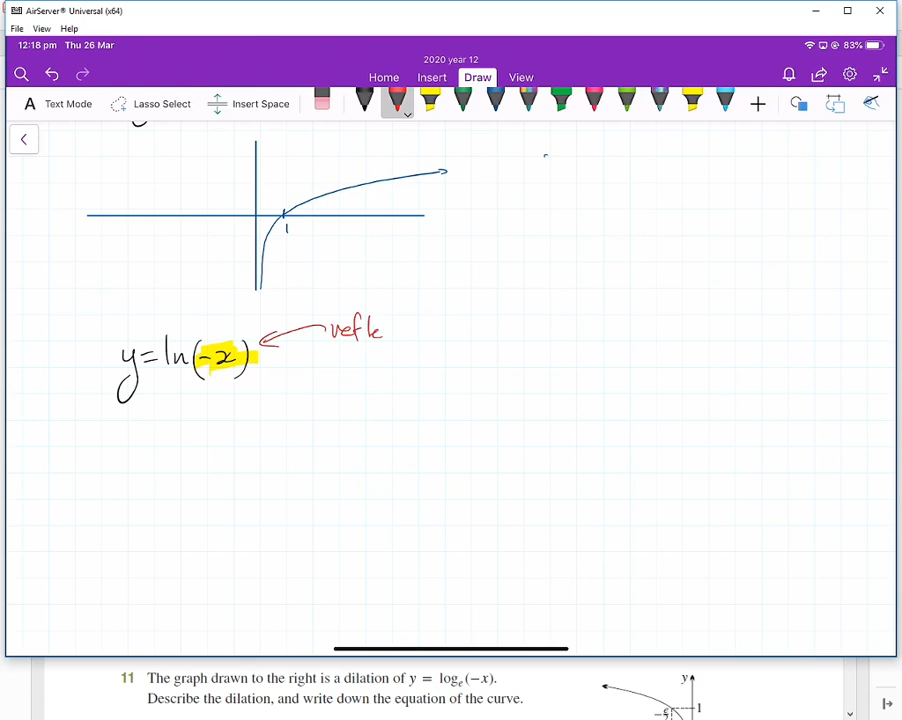 AirServer® Universal (x64)
File View Help
12:18 pm Thu 26 Mar
83%
2020 year 12
Home Insert Draw View
A Text Mode Lasso Select Insert Space
1
y=ln(-x) refle
11 The graph drawn to the right is a dilation of y = logₑ(−x).
Describe the dilation, and write down the equation of the curve.
y
1